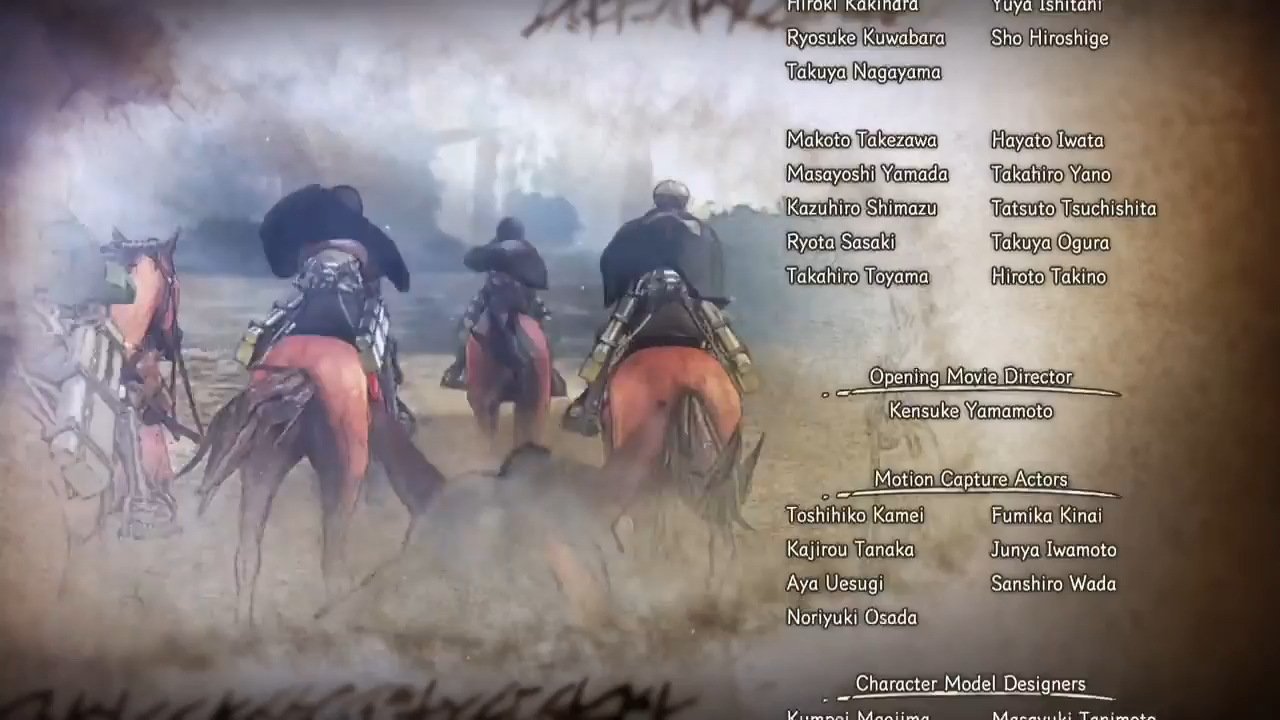 Hiroki Kakihara Yuya Ishitani
Ryosuke Kuwabara Sho Hiroshige
Takuya Nagayama
Makoto Takezawa Hayato Iwata
Masayoshi Yamada Takahiro Yano
Kazuhiro Shimazu Tatsuto Tsuchishita
Ryota Sasaki Takuya Ogura
Takahiro Toyama Hiroto Takino
Opening Movie Director
Kensuke Yamamoto
Motion Capture Actors
Toshihiko Kamei Fumika Kinai
Kajirou Tanaka Junya Iwamoto
Aya Uesugi Sanshiro Wada
Noriyuki Osada
Character Model Designers
Masayuki Tanimoto